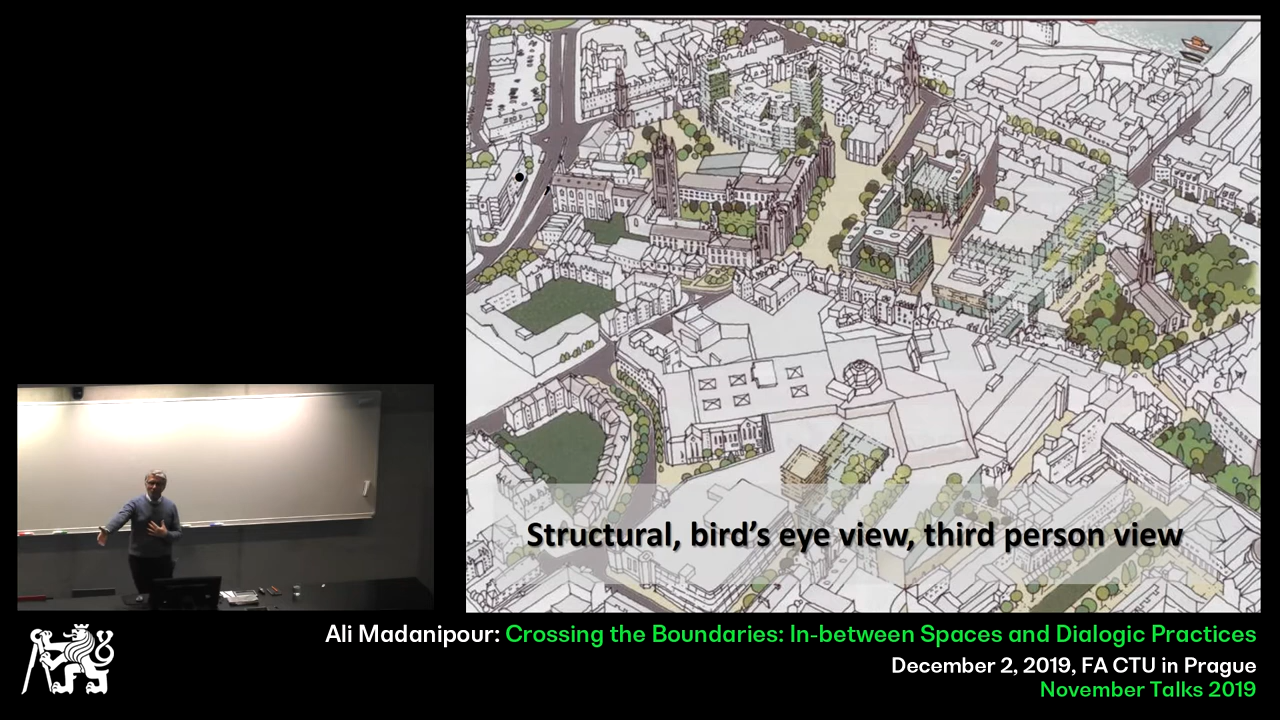 Structural, bird's eye view, third person view
Ali Madanipour: Crossing the Boundaries: In-between Spaces and Dialogic Practices
December 2, 2019, FA CTU in Prague
November Talks 2019